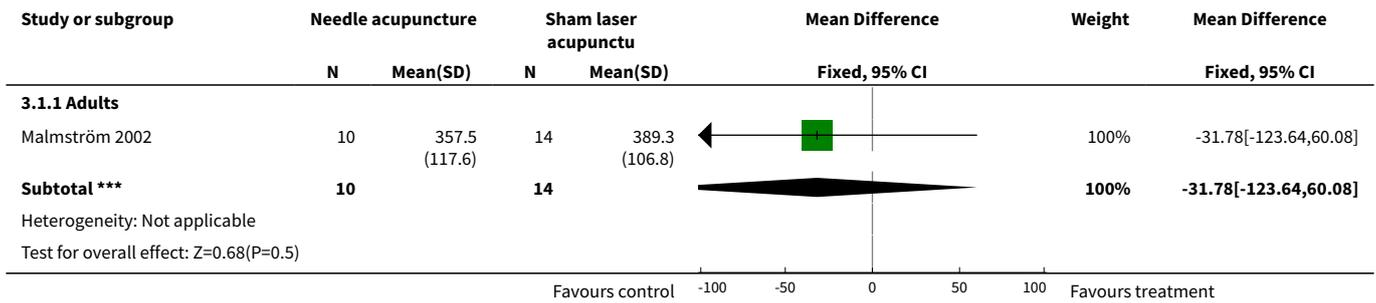 Study or subgroup Needle acupuncture Sham laser acupunctu Mean Difference Weight Mean Difference
N Mean(SD) N Mean(SD) Fixed, 95% CI Fixed, 95% CI
3.1.1 Adults
Malmström 2002 10 357.5 (117.6) 14 389.3 (106.8) 100% -31.78[-123.64,60.08]
Subtotal *** 10 14 100% -31.78[-123.64,60.08]
Heterogeneity: Not applicable
Test for overall effect: Z=0.68(P=0.5)
Favours control -100 -50 0 50 100 Favours treatment